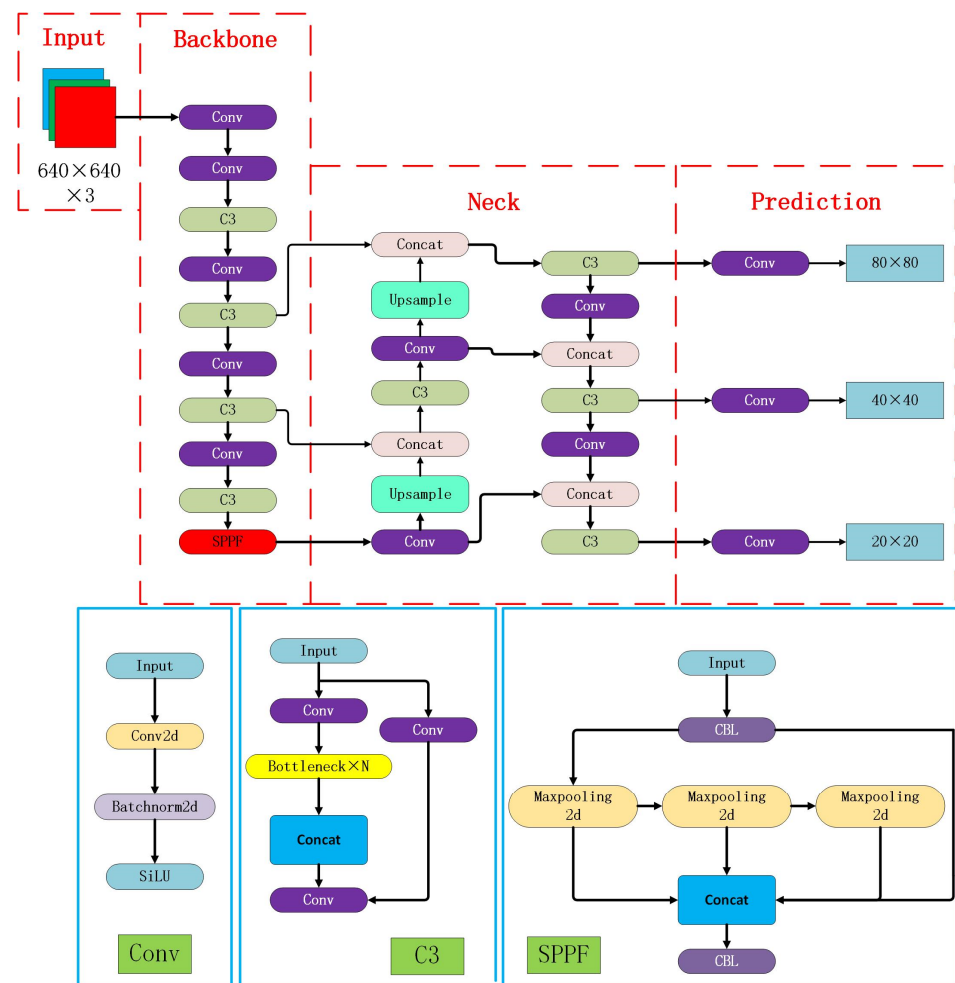 Input
640×640
×3
Backbone
Conv
Conv
C3
Conv
C3
Conv
C3
Conv
C3
SPPF
Neck
Concat
Upsample
Conv
C3
Concat
Upsample
Conv
C3
Conv
Concat
C3
Conv
Concat
C3
Prediction
Conv
80×80
Conv
40×40
Conv
20×20
Input
Conv2d
Batchnorm2d
SiLU
Conv
Input
Conv
Conv
Bottleneck×N
Concat
Conv
C3
Input
CBL
Maxpooling
2d
Maxpooling
2d
Maxpooling
2d
Concat
CBL
SPPF